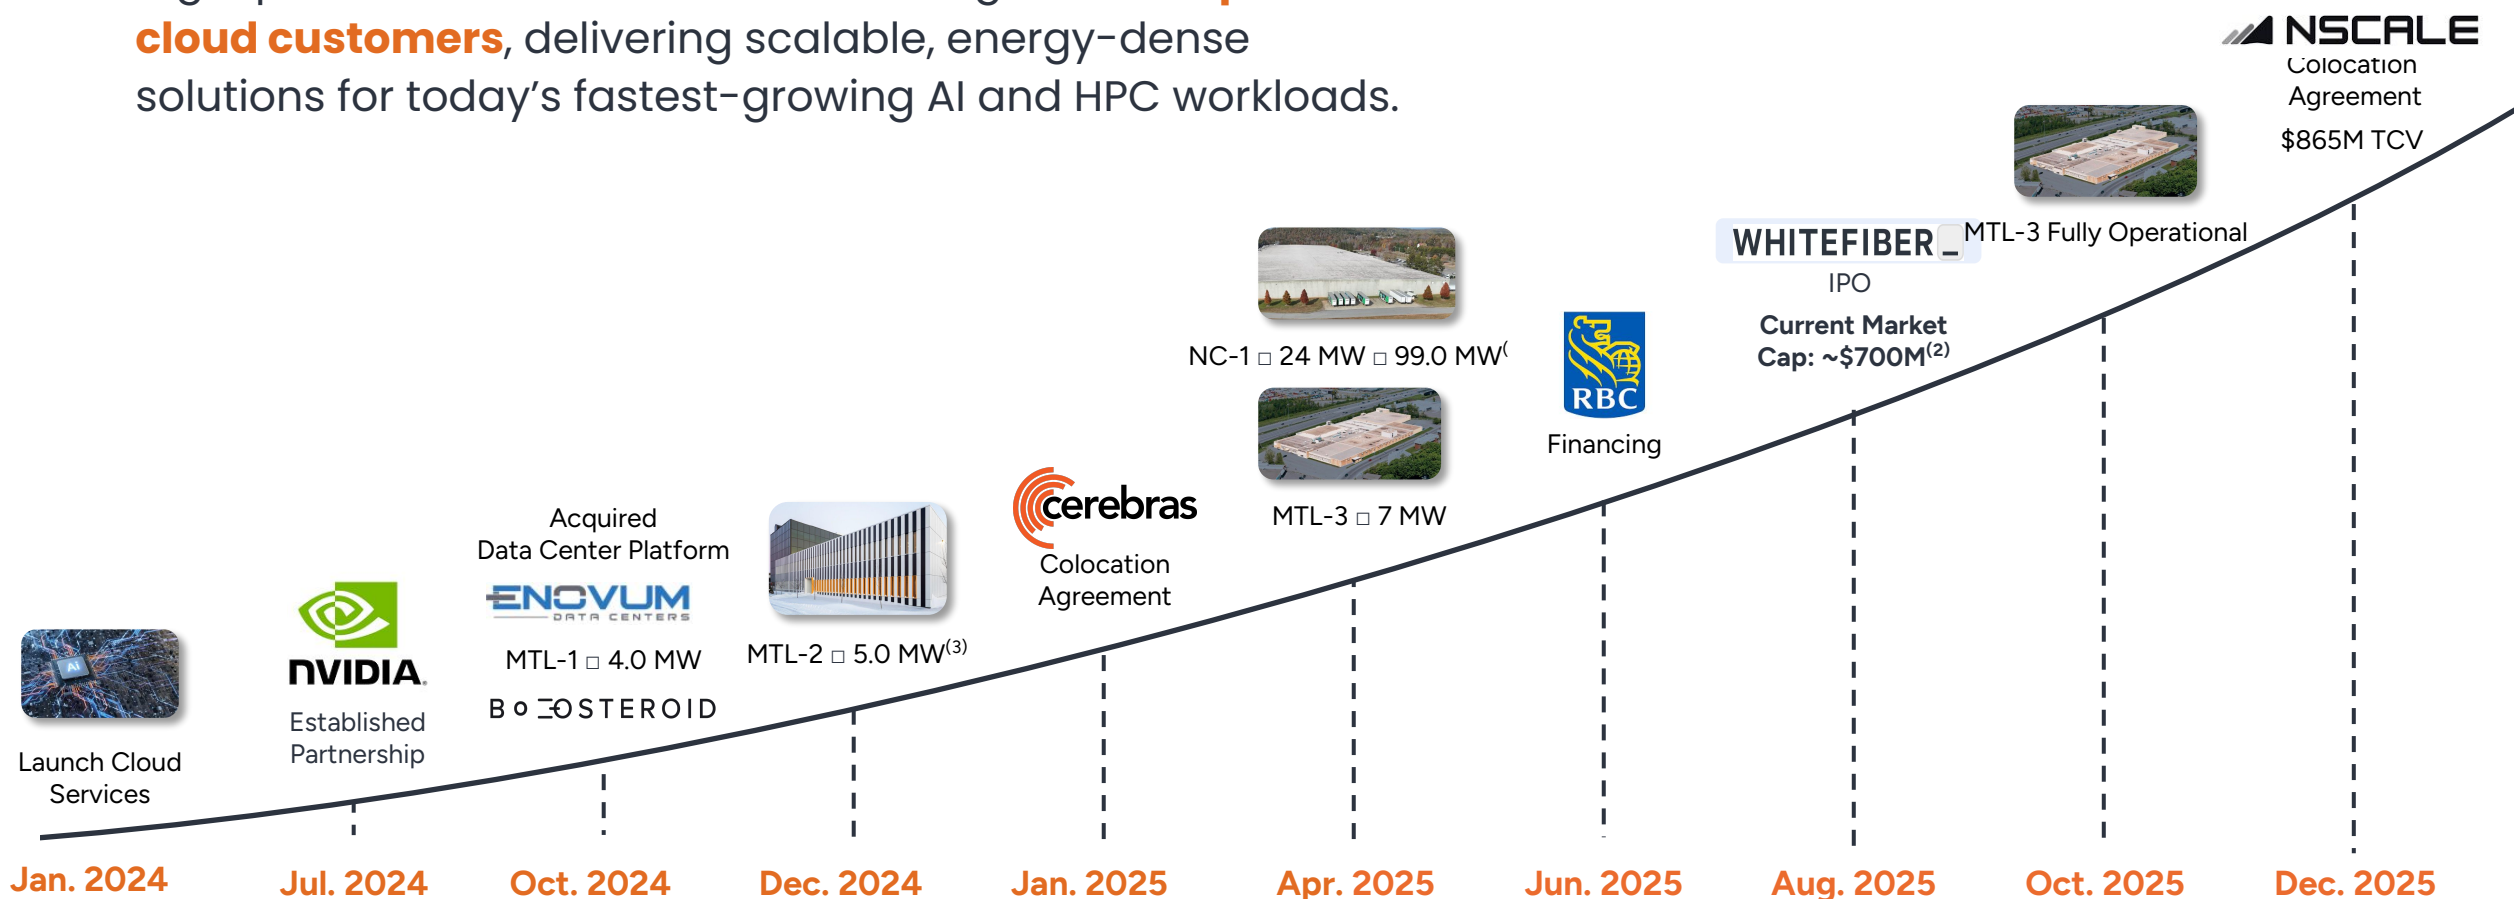 cloud customers, delivering scalable, energy-dense
solutions for today's fastest-growing AI and HPC workloads.
NSCALE
Colocation
Agreement
$865M TCV
MTL-3 Fully Operational
WHITEFIBER_
IPO
Current Market
Cap: ~$700M(2)
NC-1 □ 24 MW □ 99.0 MW(
MTL-3 □ 7 MW
RBC
Financing
cerebras
Colocation
Agreement
MTL-2 □ 5.0 MW(3)
Acquired
Data Center Platform
ENOVUM
DATA CENTERS
MTL-1 □ 4.0 MW
BOOSTEROID
NVIDIA
Established
Partnership
Ai
Launch Cloud
Services
Jan. 2024
Jul. 2024
Oct. 2024
Dec. 2024
Jan. 2025
Apr. 2025
Jun. 2025
Aug. 2025
Oct. 2025
Dec. 2025